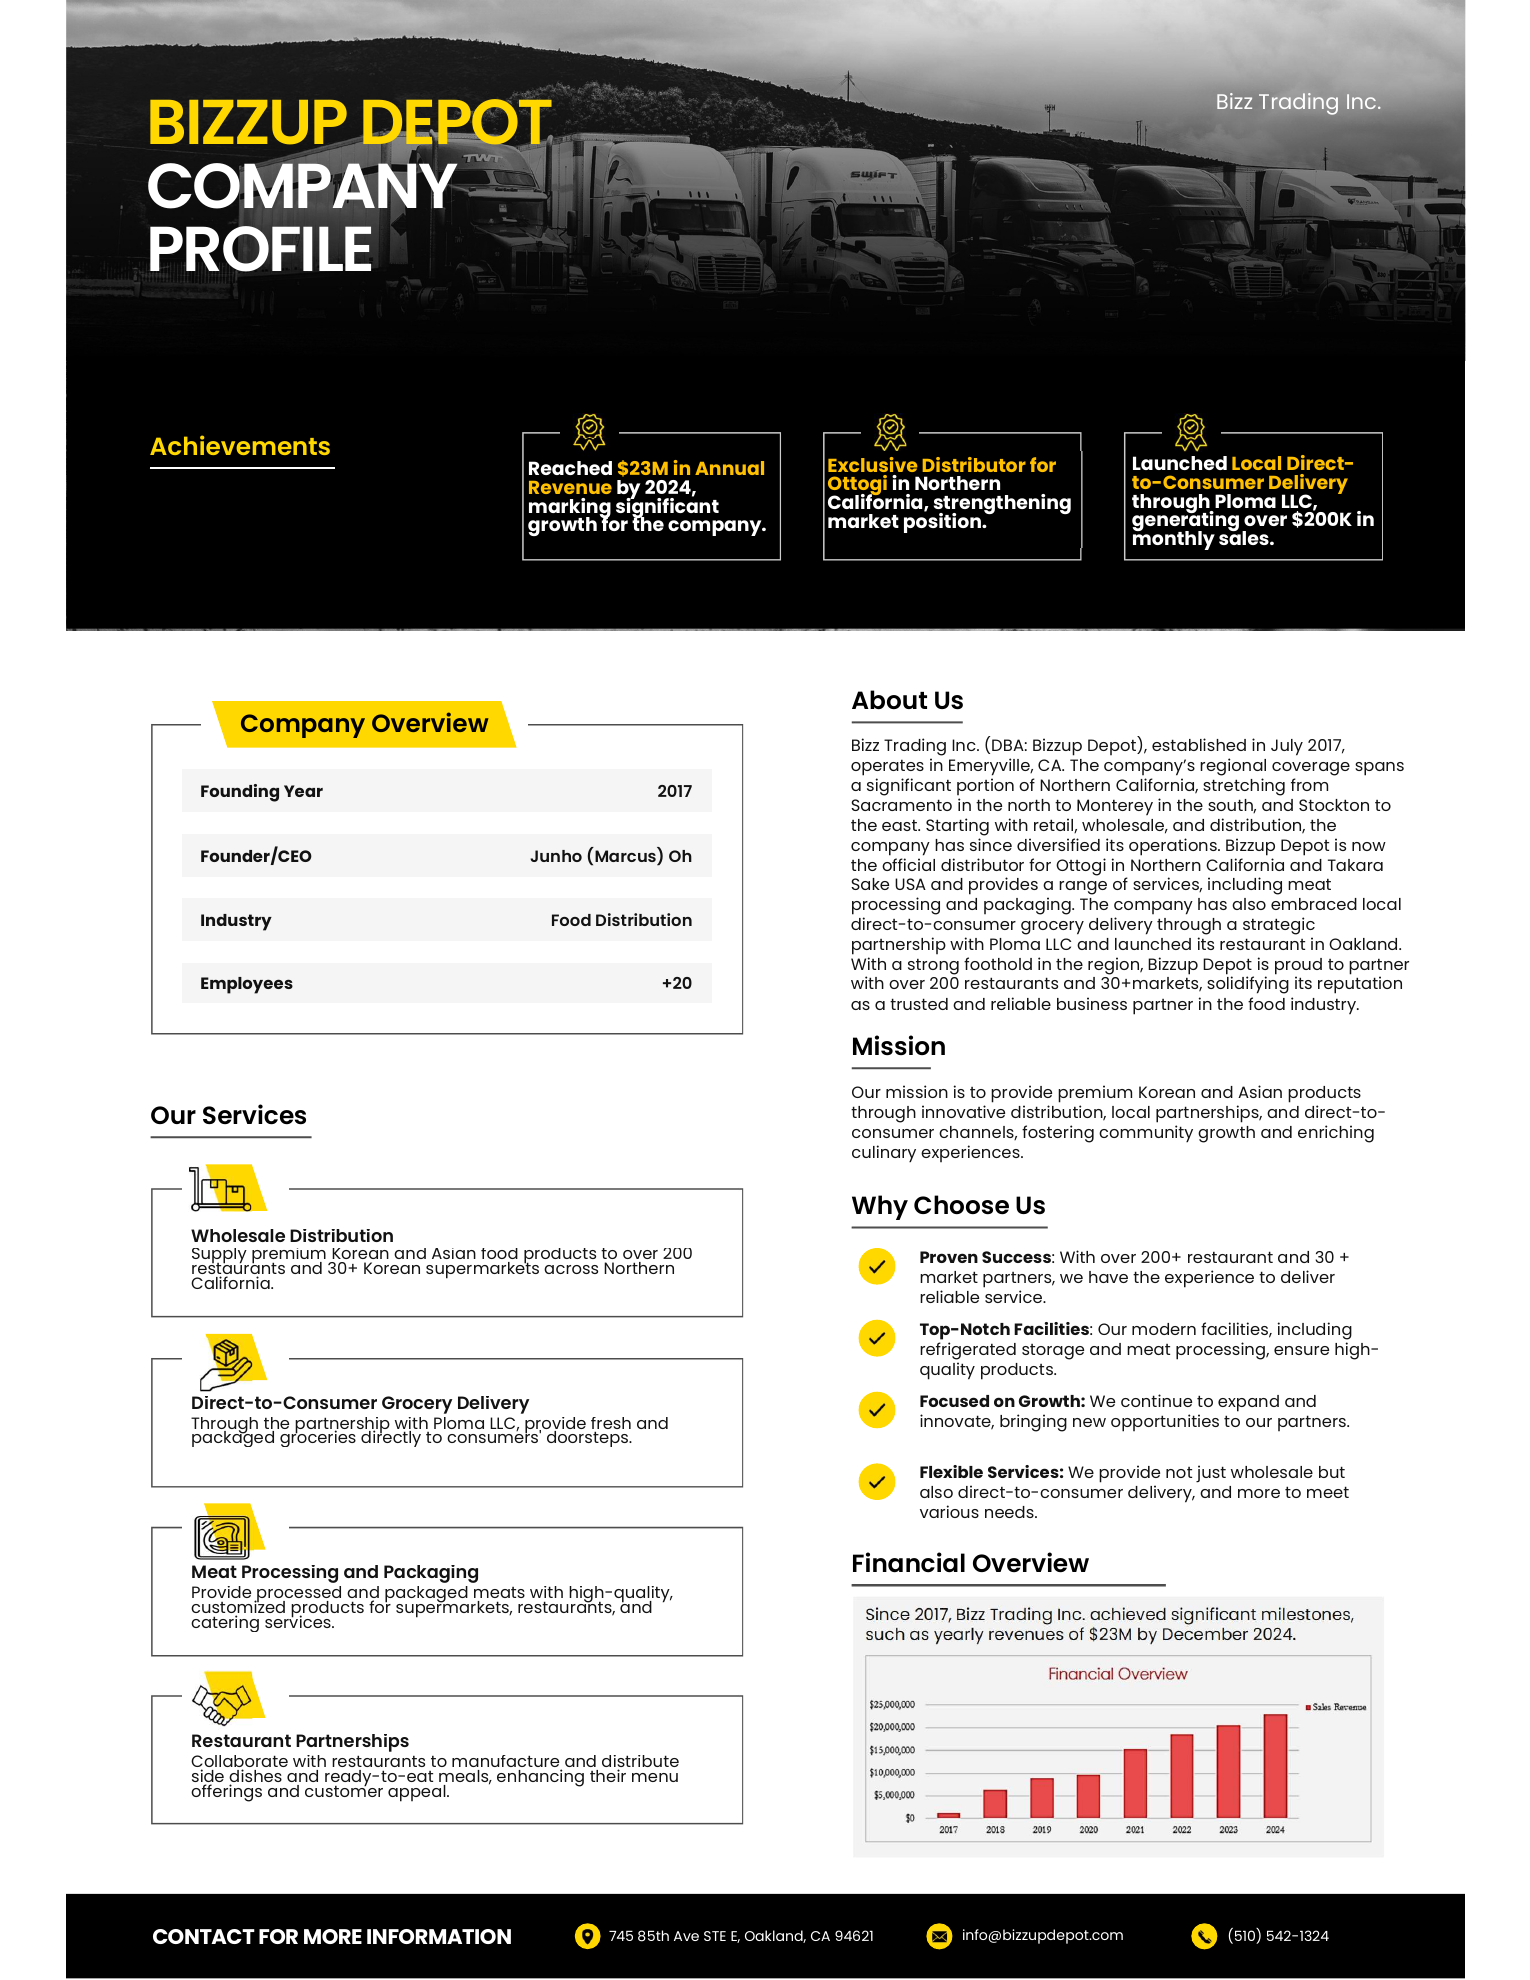 BIZZUP DEPOT
COMPANY
PROFILE
Bizz Trading Inc.
TWT
SWIFT
Achievements
Reached $23M in Annual
Revenue by 2024,
marking significant
growth for the company.
Exclusive Distributor for
Ottogi in Northern
California, strengthening
market position.
Launched Local Direct-
to-Consumer Delivery
through Ploma LLC,
generating over $200K in
monthly sales.
Company Overview
Founding Year 2017
Founder/CEO Junho (Marcus) Oh
Industry Food Distribution
Employees +20
Our Services
Wholesale Distribution
Supply premium Korean and Asian food products to over 200
restaurants and 30+ Korean supermarkets across Northern
California.
Direct-to-Consumer Grocery Delivery
Through the partnership with Ploma LLC, provide fresh and
packaged groceries directly to consumers' doorsteps.
Meat Processing and Packaging
Provide processed and packaged meats with high-quality,
customized products for supermarkets, restaurants, and
catering services.
Restaurant Partnerships
Collaborate with restaurants to manufacture and distribute
side dishes and ready-to-eat meals, enhancing their menu
offerings and customer appeal.
About Us
Bizz Trading Inc. (DBA: Bizzup Depot), established in July 2017,
operates in Emeryville, CA. The company's regional coverage spans
a significant portion of Northern California, stretching from
Sacramento in the north to Monterey in the south, and Stockton to
the east. Starting with retail, wholesale, and distribution, the
company has since diversified its operations. Bizzup Depot is now
the official distributor for Ottogi in Northern California and Takara
Sake USA and provides a range of services, including meat
processing and packaging. The company has also embraced local
direct-to-consumer grocery delivery through a strategic
partnership with Ploma LLC and launched its restaurant in Oakland.
With a strong foothold in the region, Bizzup Depot is proud to partner
with over 200 restaurants and 30+markets, solidifying its reputation
as a trusted and reliable business partner in the food industry.
Mission
Our mission is to provide premium Korean and Asian products
through innovative distribution, local partnerships, and direct-to-
consumer channels, fostering community growth and enriching
culinary experiences.
Why Choose Us
Proven Success: With over 200+ restaurant and 30 +
market partners, we have the experience to deliver
reliable service.
Top-Notch Facilities: Our modern facilities, including
refrigerated storage and meat processing, ensure high-
quality products.
Focused on Growth: We continue to expand and
innovate, bringing new opportunities to our partners.
Flexible Services: We provide not just wholesale but
also direct-to-consumer delivery, and more to meet
various needs.
Financial Overview
Since 2017, Bizz Trading Inc. achieved significant milestones,
such as yearly revenues of $23M by December 2024.
Financial Overview
$25,000,000
$20,000,000
$15,000,000
$10,000,000
$5,000,000
$0
2017 2018 2019 2020 2021 2022 2023 2024
Sales Revenue
CONTACT FOR MORE INFORMATION
745 85th Ave STE E, Oakland, CA 94621
info@bizzupdepot.com
(510) 542-1324